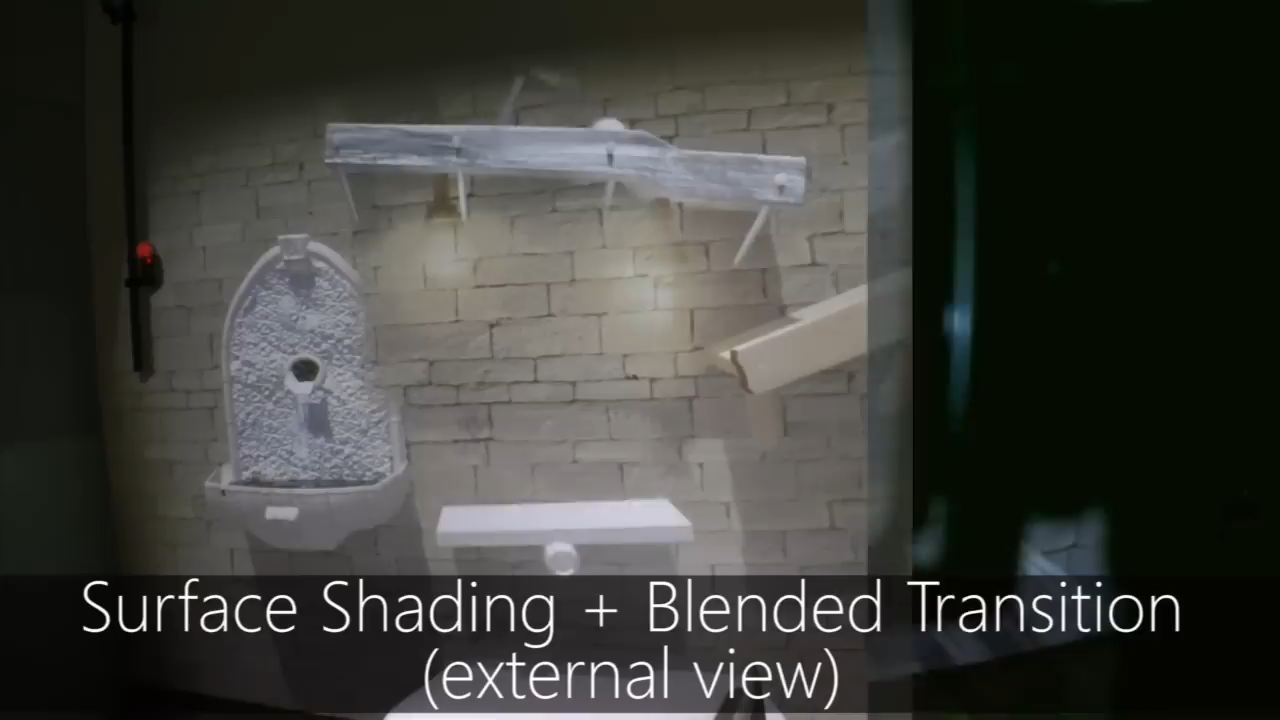 Surface Shading + Blended Transition
(external view)